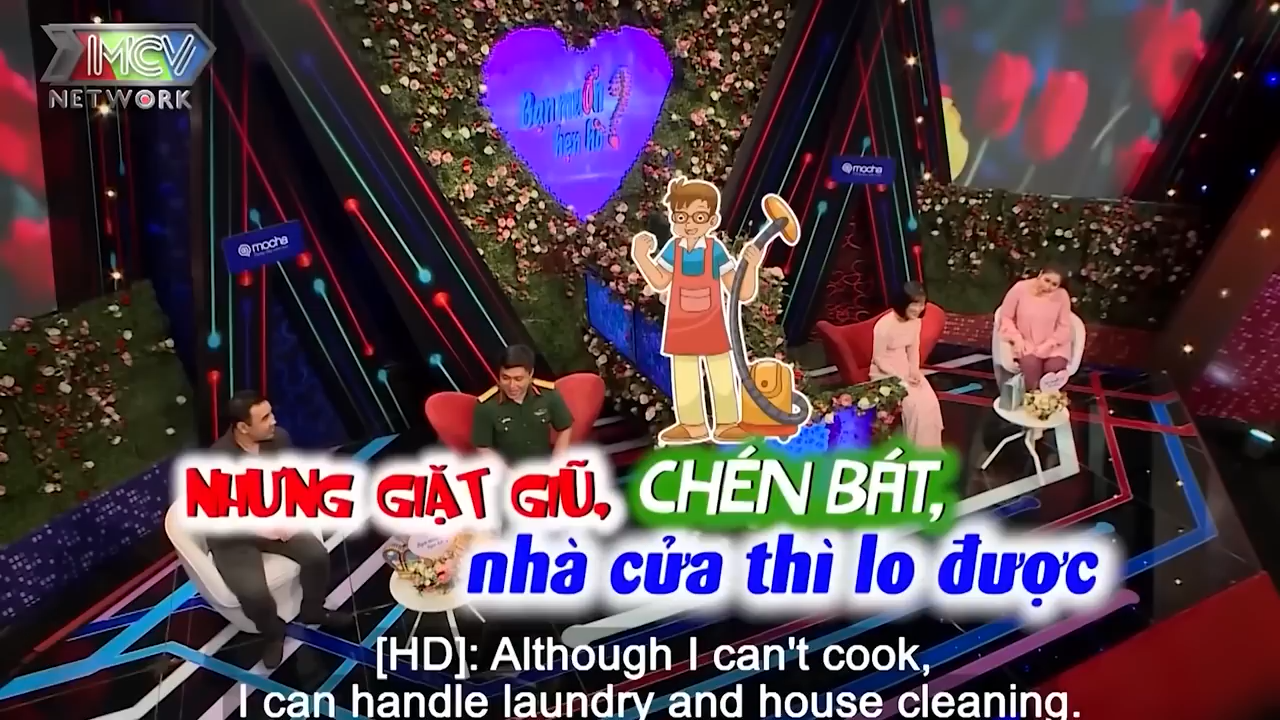 MCV
NETWORK
Bạn muốn
hẹn hò ?
mocha
mocha
NHƯNG GIẶT GIŨ, CHÉN BÁT,
nhà cửa thì lo được
[HD]: Although I can't cook,
I can handle laundry and house cleaning.